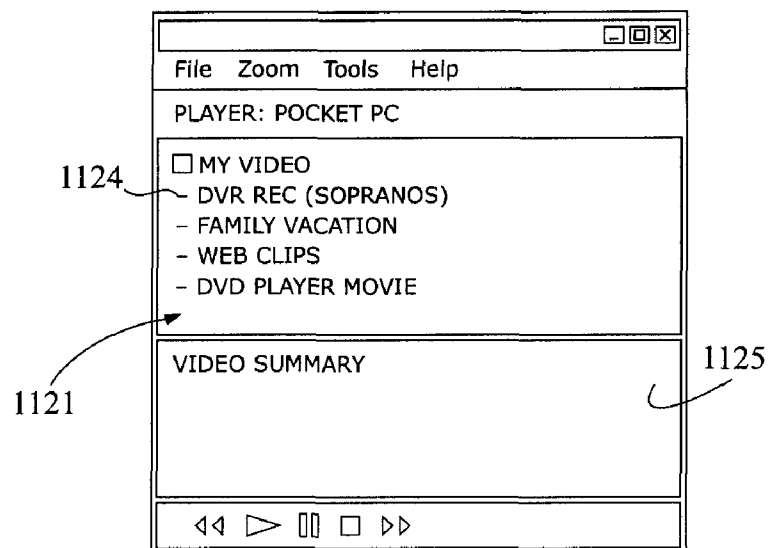 File Zoom Tools Help
PLAYER: POCKET PC
MY VIDEO
1124
– DVR REC (SOPRANOS)
– FAMILY VACATION
– WEB CLIPS
– DVD PLAYER MOVIE
1121
VIDEO SUMMARY
1125